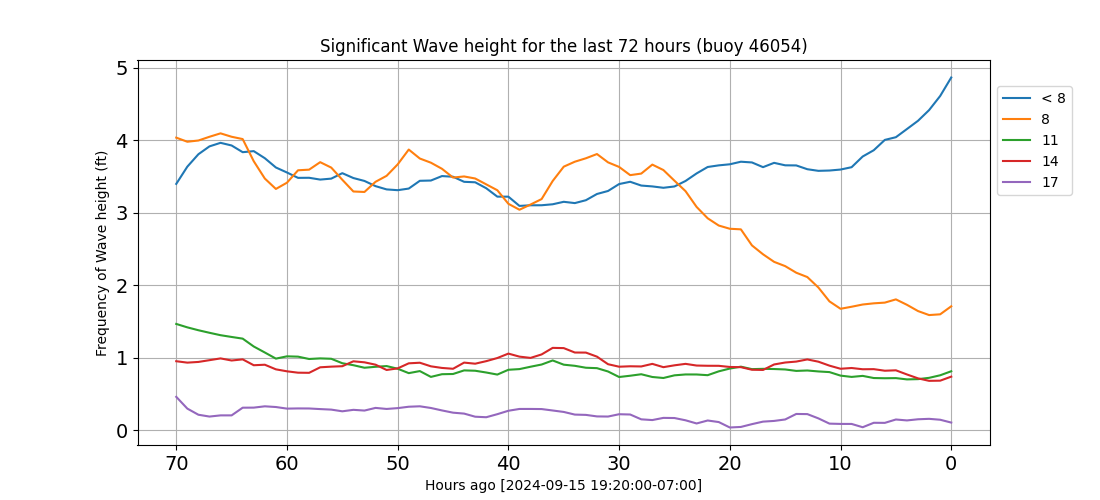 Significant Wave height for the last 72 hours (buoy 46054)
5
4
3
2
1
0
Frequency of Wave height (ft)
70 60 50 40 30 20 10 0
Hours ago [2024-09-15 19:20:00-07:00]
< 8
8
11
14
17